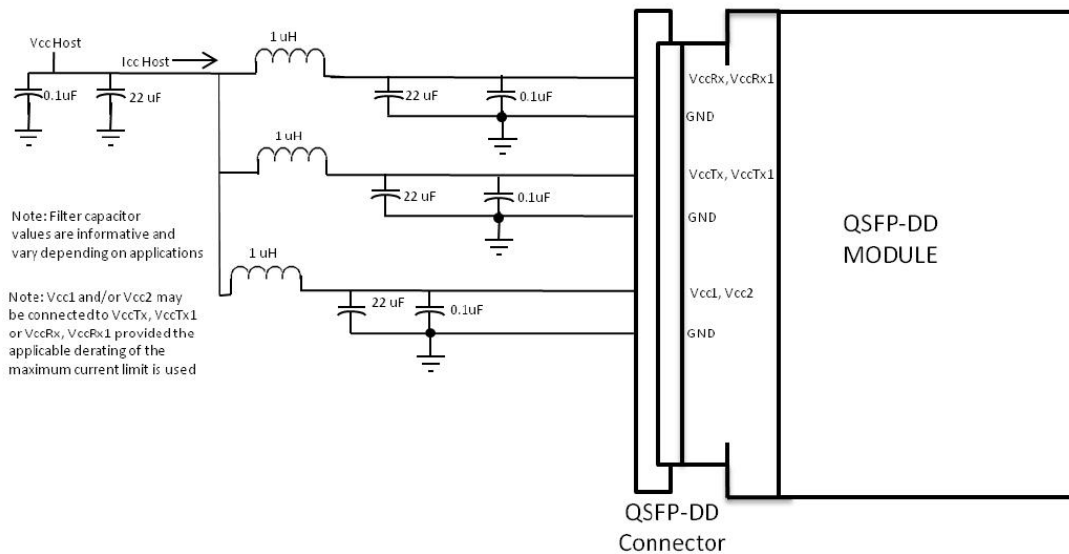 Vcc Host
Icc Host
0.1uF
22 uF
1 uH
22 uF
0.1uF
VccRx, VccRx1
GND
1 uH
22 uF
0.1uF
VccTx, VccTx1
GND
1 uH
22 uF
0.1uF
Vcc1, Vcc2
GND
Note: Filter capacitor
values are informative and
vary depending on applications
Note: Vcc1 and/or Vcc2 may
be connected to VccTx, VccTx1
or VccRx, VccRx1 provided the
applicable derating of the
maximum current limit is used
QSFP-DD
MODULE
QSFP-DD
Connector